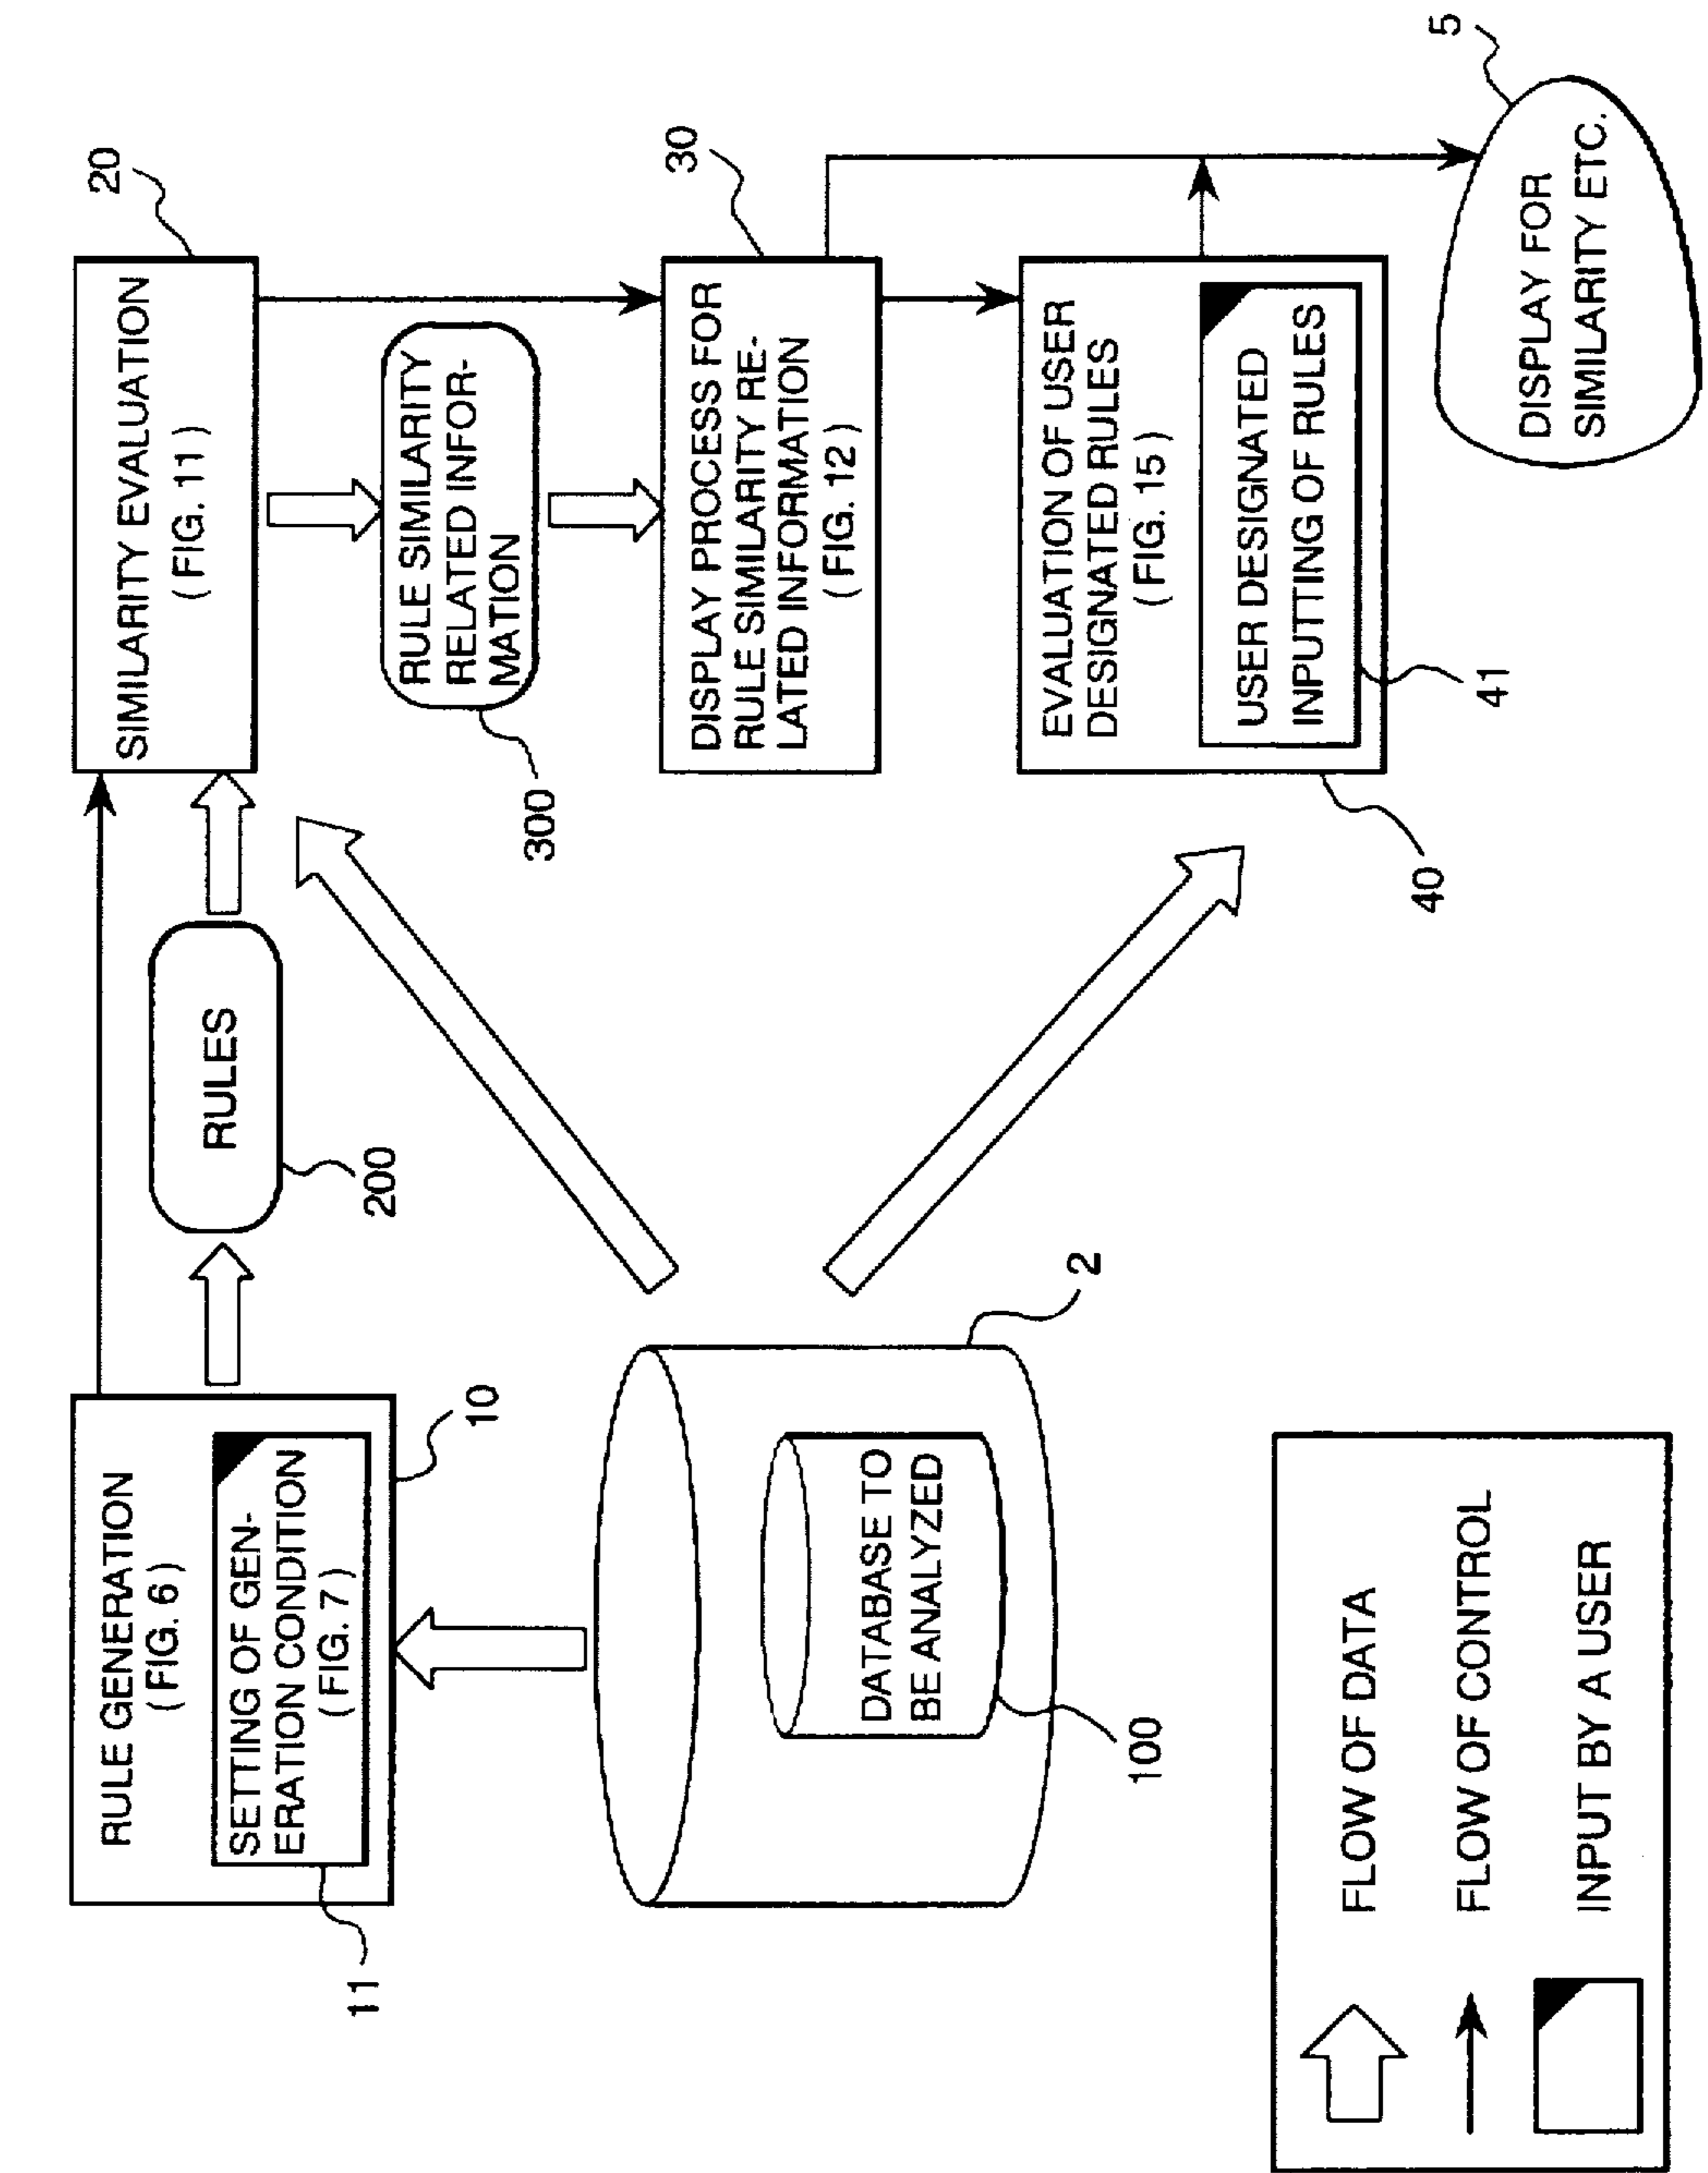 RULE GENERATION
( FIG. 6 )
SETTING OF GEN-
ERATION CONDITION
( FIG. 7 )
11
10
RULES
200
SIMILARITY EVALUATION
( FIG. 11 )
20
RULE SIMILARITY
RELATED INFOR-
MATION
300
DISPLAY PROCESS FOR
RULE SIMILARITY RE-
LATED INFORMATION
( FIG. 12 )
30
DATABASE TO
BE ANALYZED
100
2
EVALUATION OF USER
DESIGNATED RULES
( FIG. 15 )
USER DESIGNATED
INPUTTING OF RULES
41
40
DISPLAY FOR
SIMILARITY ETC.
5
FLOW OF DATA
FLOW OF CONTROL
INPUT BY A USER